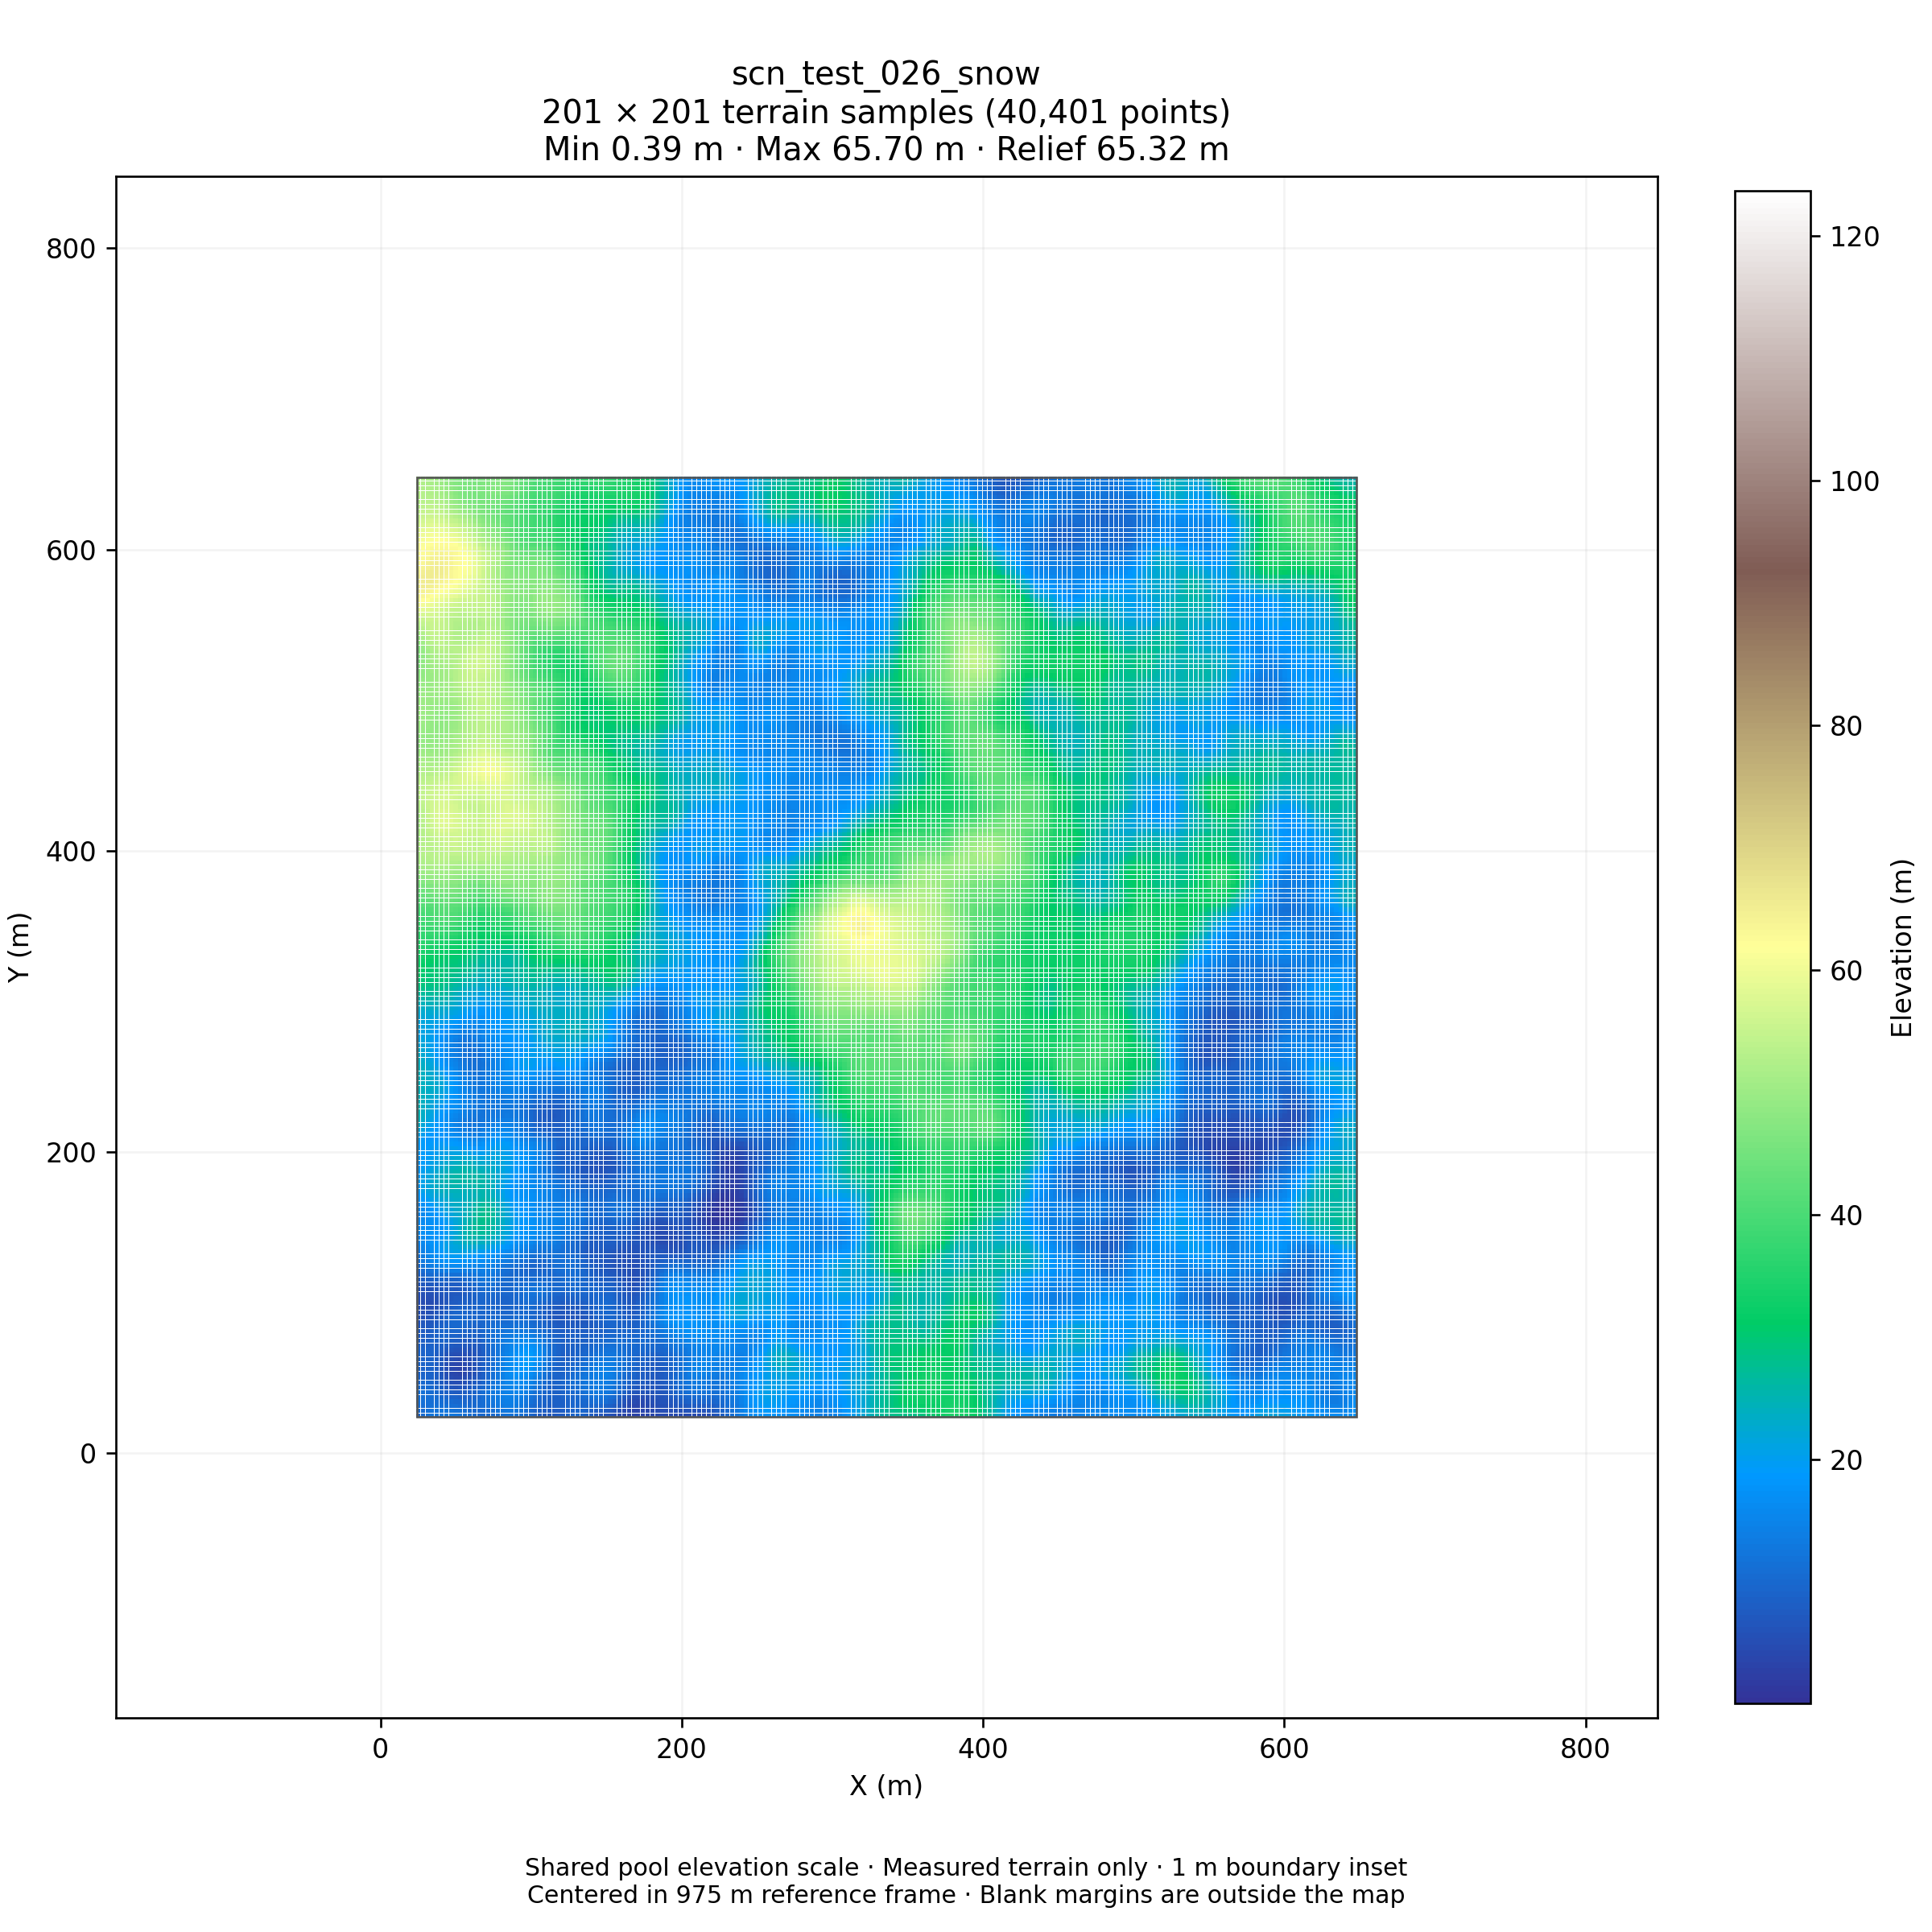 scn_test_026_snow
201 × 201 terrain samples (40,401 points)
Min 0.39 m · Max 65.70 m · Relief 65.32 m
800
600
400
200
0
Y (m)
0
200
400
600
800
X (m)
120
100
80
60
40
20
Elevation (m)
Shared pool elevation scale · Measured terrain only · 1 m boundary inset
Centered in 975 m reference frame · Blank margins are outside the map